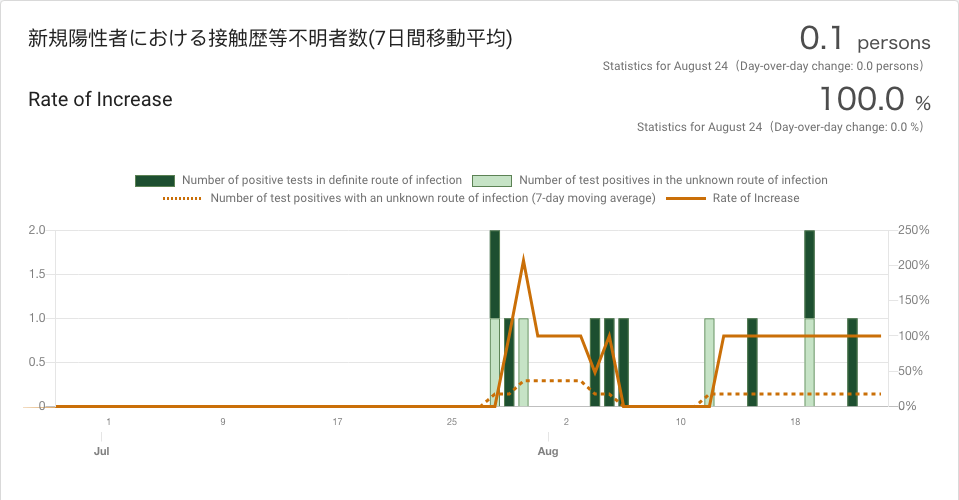 新規陽性者における接触歴等不明者数(7日間移動平均)
0.1 persons
Statistics for August 24（Day-over-day change: 0.0 persons）
Rate of Increase
100.0 %
Statistics for August 24（Day-over-day change: 0.0 %）
Number of positive tests in definite route of infection Number of test positives in the unknown route of infection
Number of test positives with an unknown route of infection (7-day moving average) Rate of Increase
2.0 250%
200%
1.5
150%
1.0
100%
0.5
50%
0 0%
1 9 17 25 2 10 18
Jul Aug